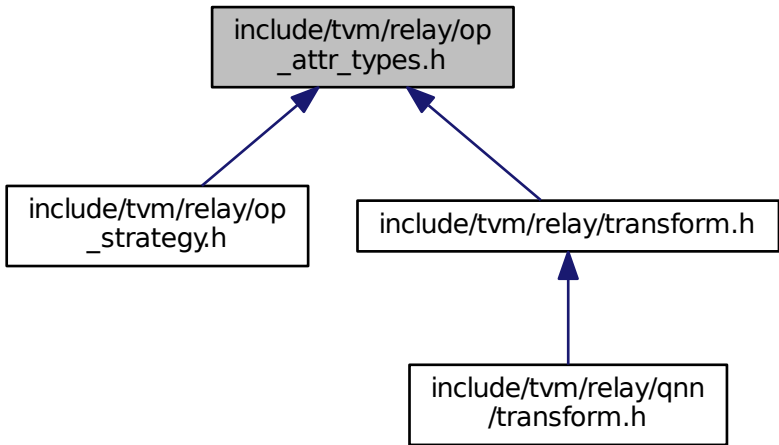 include/tvm/relay/op
_attr_types.h
include/tvm/relay/op
_strategy.h
include/tvm/relay/transform.h
include/tvm/relay/qnn
/transform.h